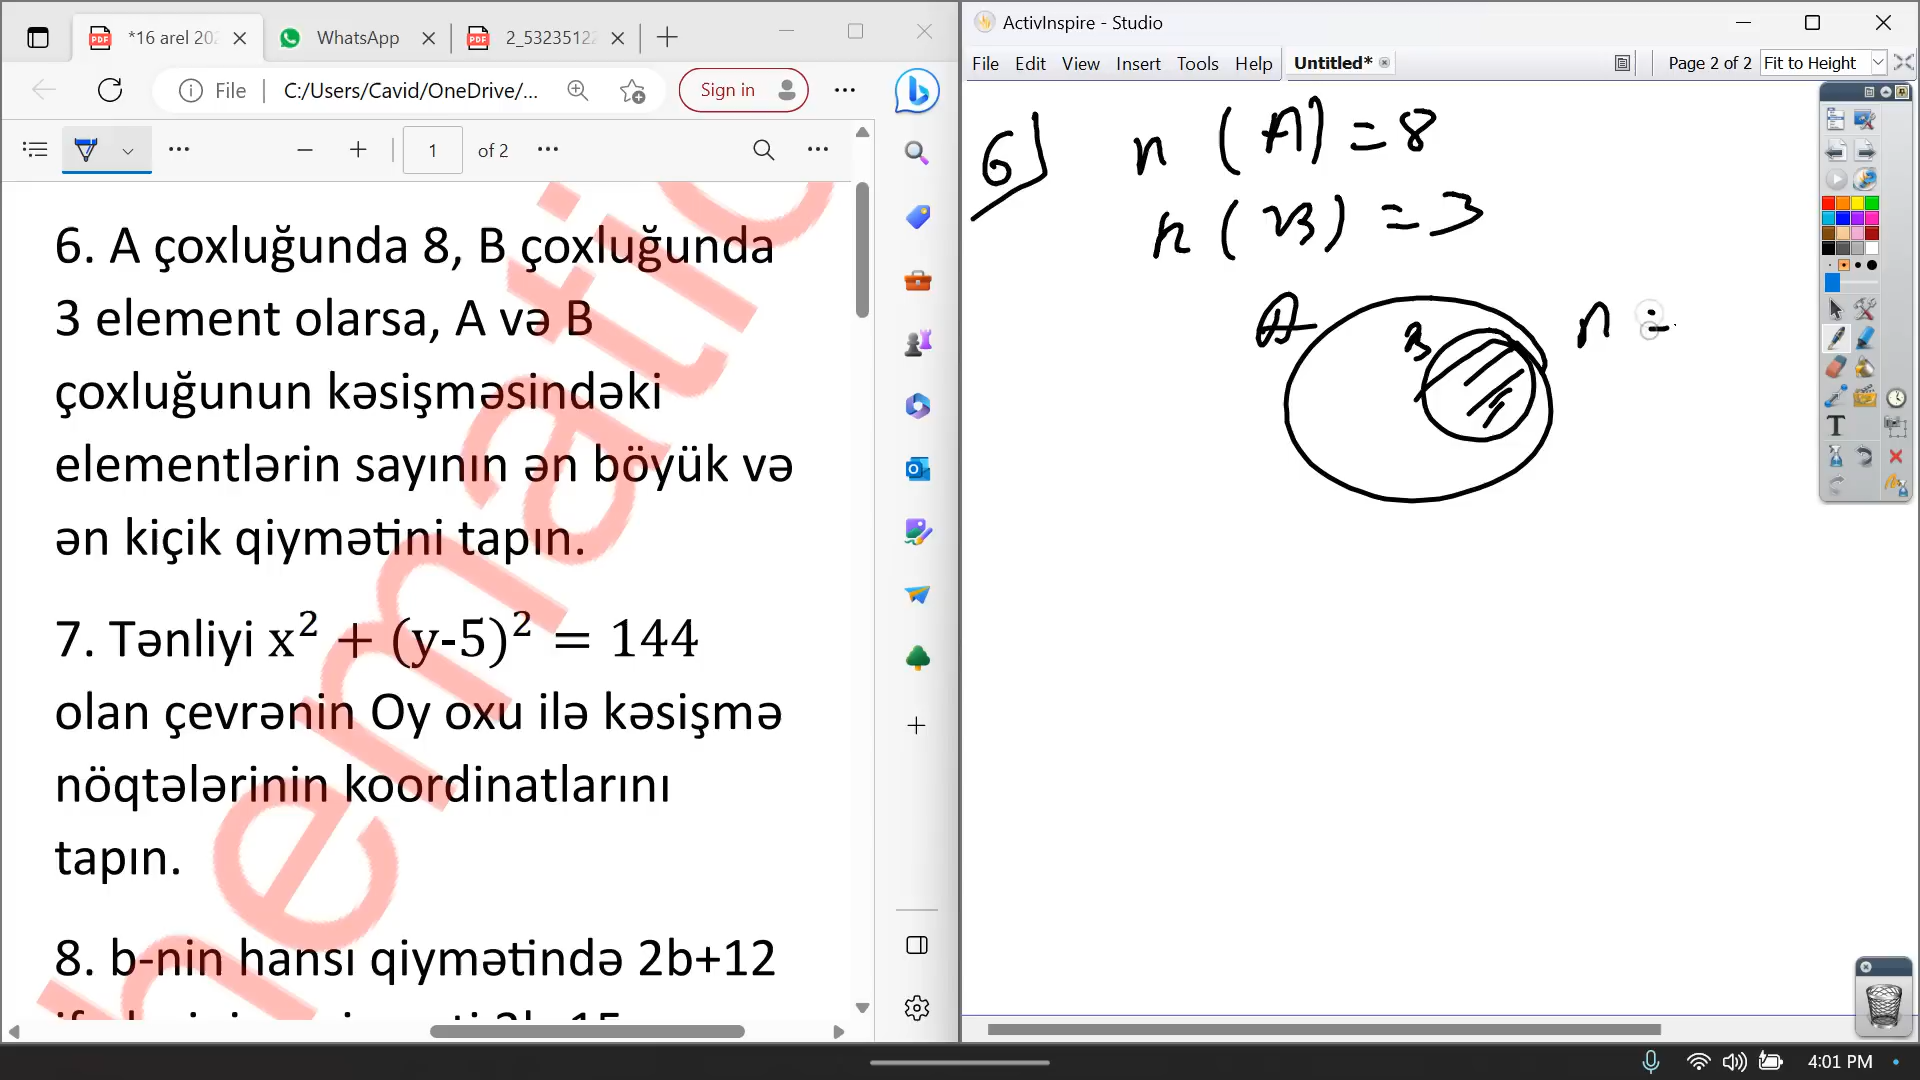 *16 arel 202
WhatsApp
2_53235122
File
C:/Users/Cavid/OneDrive/...
Sign in
1
of 2
6. A çoxluğunda 8, B çoxluğunda
3 element olarsa, A və B
çoxluğunun kəsişməsindəki
elementlərin sayının ən böyük və
ən kiçik qiymətini tapın.
7. Tənliyi x² + (y-5)² = 144
olan çevrənin Oy oxu ilə kəsişmə
nöqtələrinin koordinatlarını
tapın.
8. b-nin hansı qiymətində 2b+12
hematic
ActivInspire - Studio
File Edit View Insert Tools Help
Untitled*
Page 2 of 2
Fit to Height
6) n (A) = 8
n (B) = 3
A
B
n =
4:01 PM